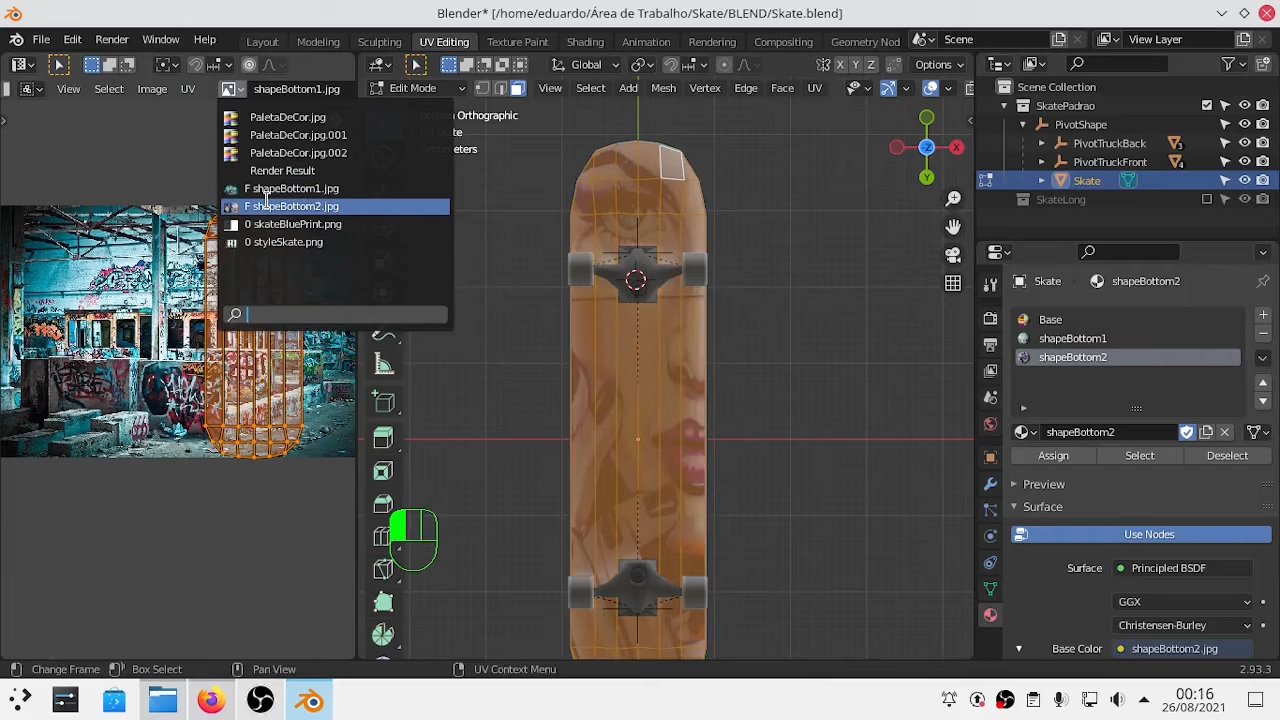 Blender* [/home/eduardo/Área de Trabalho/Skate/BLEND/Skate.blend]
File Edit Render Window Help
Layout Modeling Sculpting UV Editing Texture Paint Shading Animation Rendering Compositing Geometry Nod
Scene View Layer
Global X Y Z Options
View Select Image UV shapeBottom1.jpg
Edit Mode View Select Add Mesh Vertex Edge Face UV
Scene Collection
SkatePadrao
PivotShape
PivotTruckBack 3
PivotTruckFront 4
Skate
SkateLong
PaletaDeCor.jpg
PaletaDeCor.jpg.001
PaletaDeCor.jpg.002
Render Result
F shapeBottom1.jpg
F shapeBottom2.jpg
0 skateBluePrint.png
0 styleSkate.png
Orthographic
X Z Y
Skate shapeBottom2
Base
shapeBottom1
shapeBottom2
shapeBottom2
Assign Select Deselect
Preview
Surface
Use Nodes
Surface Principled BSDF
GGX
Christensen-Burley
Base Color shapeBottom2.jpg
Change Frame Box Select Pan View UV Context Menu 2.93.3
00:16
26/08/2021